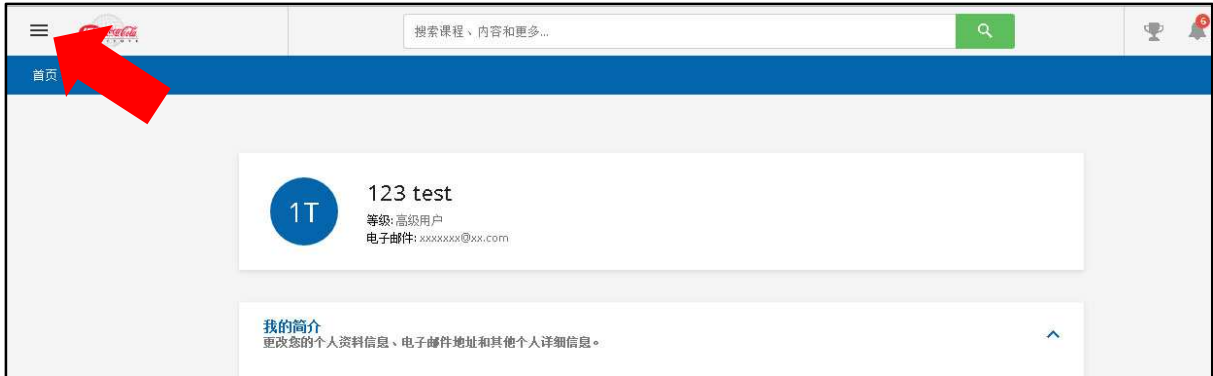 搜索课程、内容和更多...
6
首页
1T
123 test
等级: 高级用户
电子邮件: xxxxxxx@xx.com
我的简介
更改您的个人资料信息、电子邮件地址和其他个人详细信息。